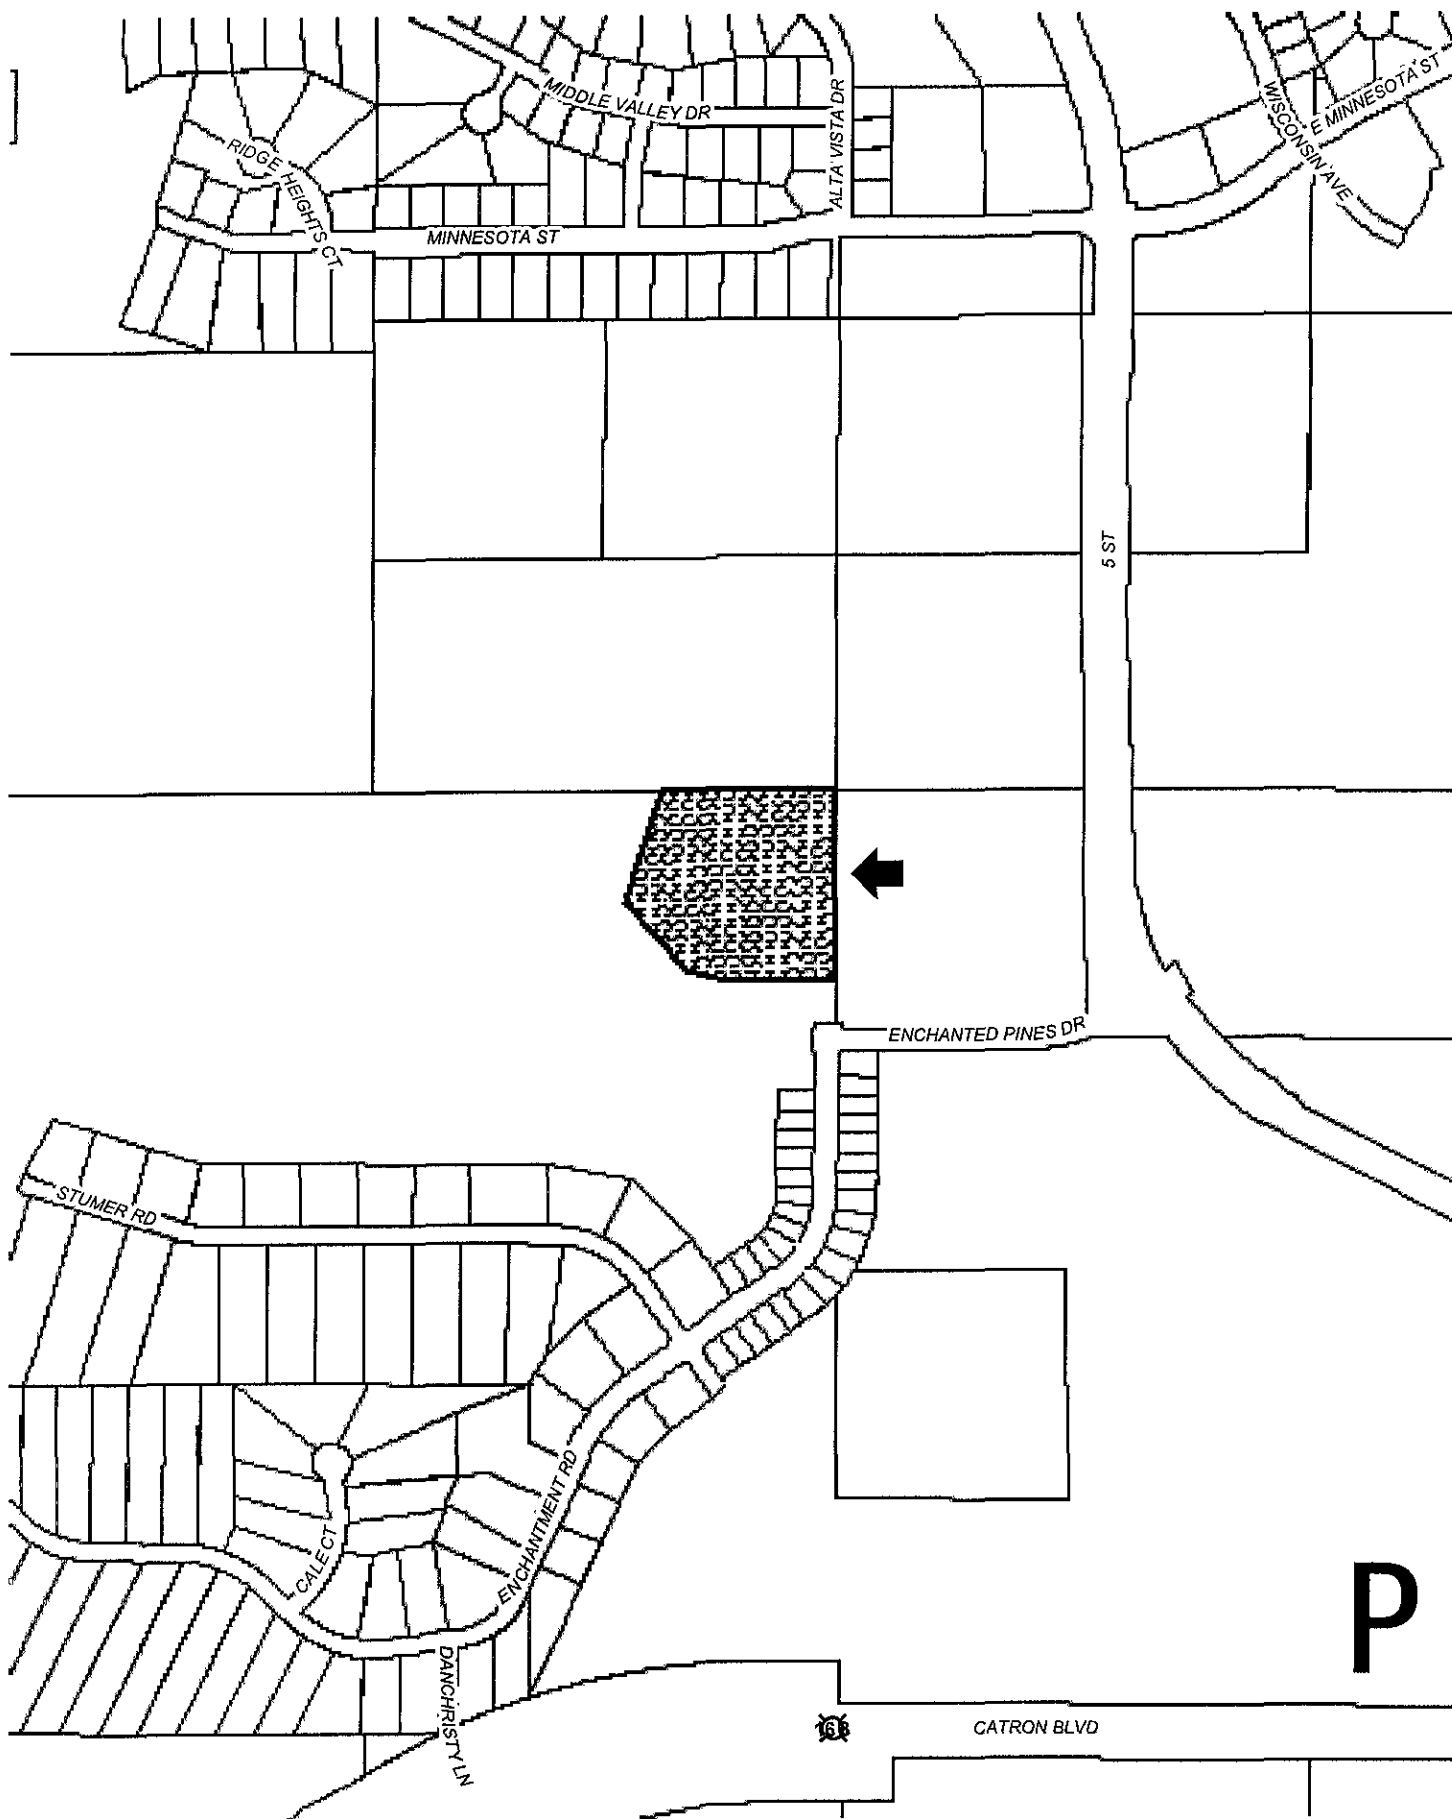 MIDDLE VALLEY DR
ALTA VISTA DR
WISCONSIN AVE
E MINNESOTA ST
RIDGE HEIGHTS CT
MINNESOTA ST
5 ST
ENCHANTED PINES DR
STUMER RD
ENCHANTMENT RD
CALE CT
DANCHRISTY LN
P
CATRON BLVD